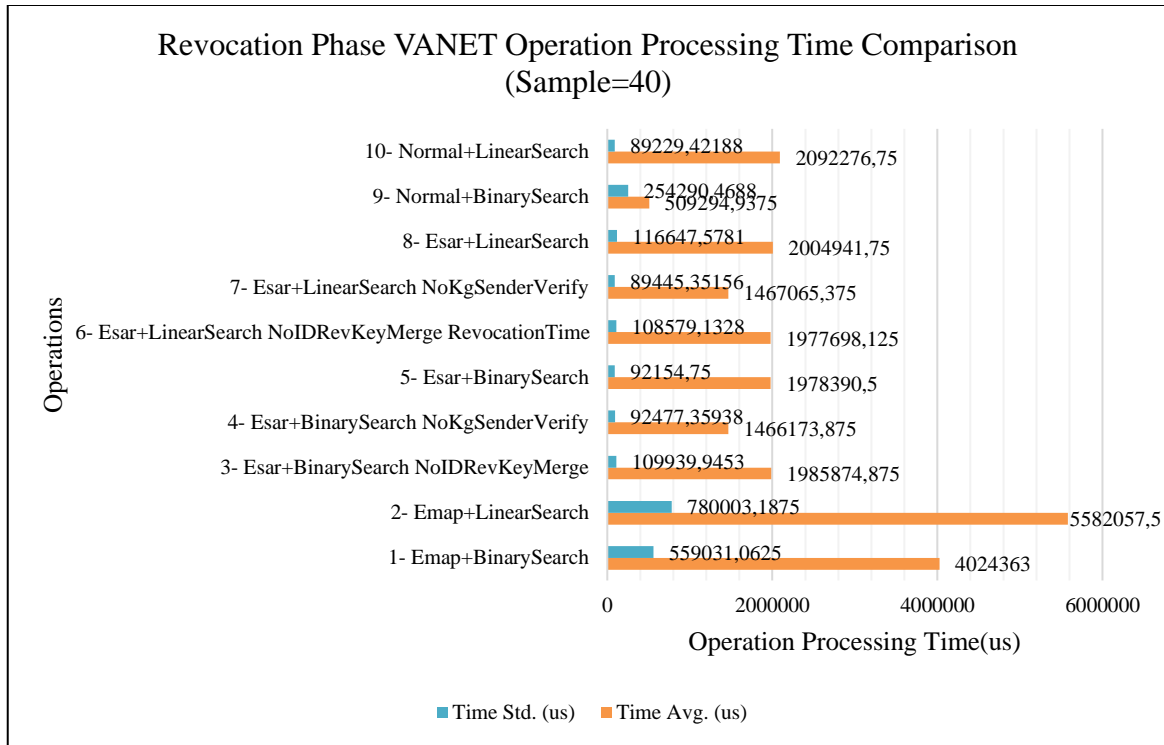 Revocation Phase VANET Operation Processing Time Comparison
(Sample=40)
Operations
10- Normal+LinearSearch
89229,42188
2092276,75
9- Normal+BinarySearch
254290,4688
509294,9375
8- Esar+LinearSearch
116647,5781
2004941,75
7- Esar+LinearSearch NoKgSenderVerify
89445,35156
1467065,375
6- Esar+LinearSearch NoIDRevKeyMerge RevocationTime
108579,1328
1977698,125
5- Esar+BinarySearch
92154,75
1978390,5
4- Esar+BinarySearch NoKgSenderVerify
92477,35938
1466173,875
3- Esar+BinarySearch NoIDRevKeyMerge
109939,9453
1985874,875
2- Emap+LinearSearch
780003,1875
5582057,5
1- Emap+BinarySearch
559031,0625
4024363
0 2000000 4000000 6000000
Operation Processing Time(us)
Time Std. (us) Time Avg. (us)